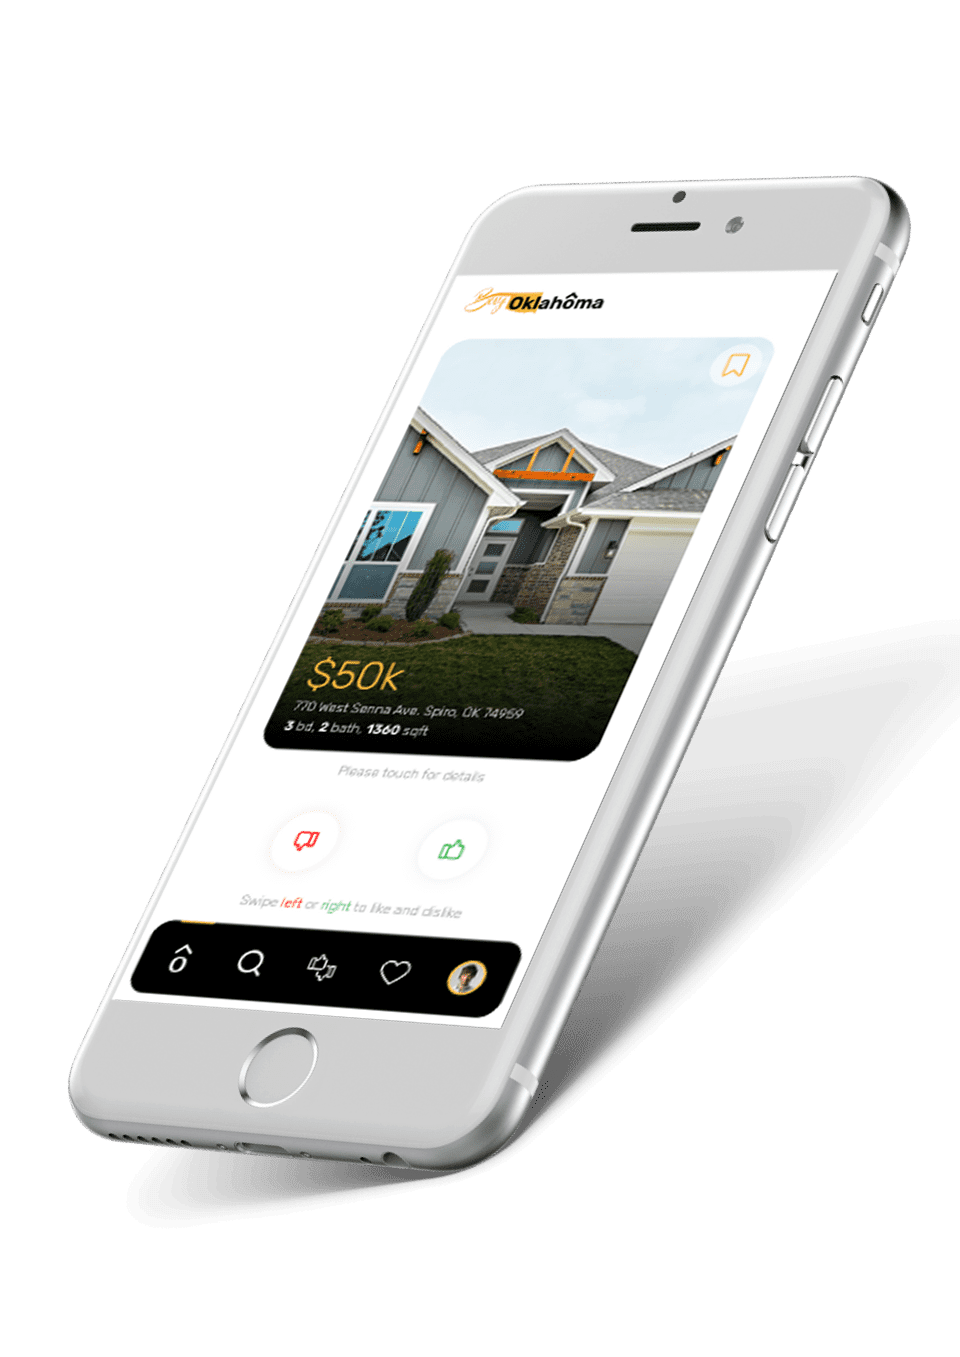 Buy Oklahôma
$50k
770 West Senna Ave. Spiro, OK 74959
3 bd, 2 bath, 1360 sqft
Please touch for details
Swipe left or right to like and dislike
ô